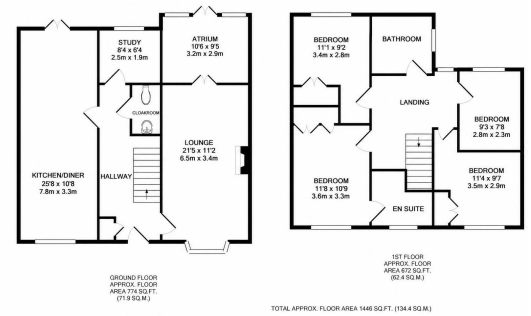 STUDY
8'4 x 6'4
2.5m x 1.9m
ATRIUM
10'6 x 9'5
3.2m x 2.9m
CLOAKROOM
LOUNGE
21'5 x 11'2
6.5m x 3.4m
KITCHEN/DINER
25'8 x 10'8
7.8m x 3.3m
HALLWAY
GROUND FLOOR
APPROX. FLOOR
AREA 774 SQ.FT.
(71.9 SQ.M.)
BEDROOM
11'1 x 9'2
3.4m x 2.8m
BATHROOM
LANDING
BEDROOM
9'3 x 7'8
2.8m x 2.3m
BEDROOM
11'8 x 10'9
3.6m x 3.3m
BEDROOM
11'4 x 9'7
3.5m x 2.9m
EN SUITE
1ST FLOOR
APPROX. FLOOR
AREA 672 SQ.FT.
(62.4 SQ.M.)
TOTAL APPROX. FLOOR AREA 1446 SQ.FT. (134.4 SQ.M.)